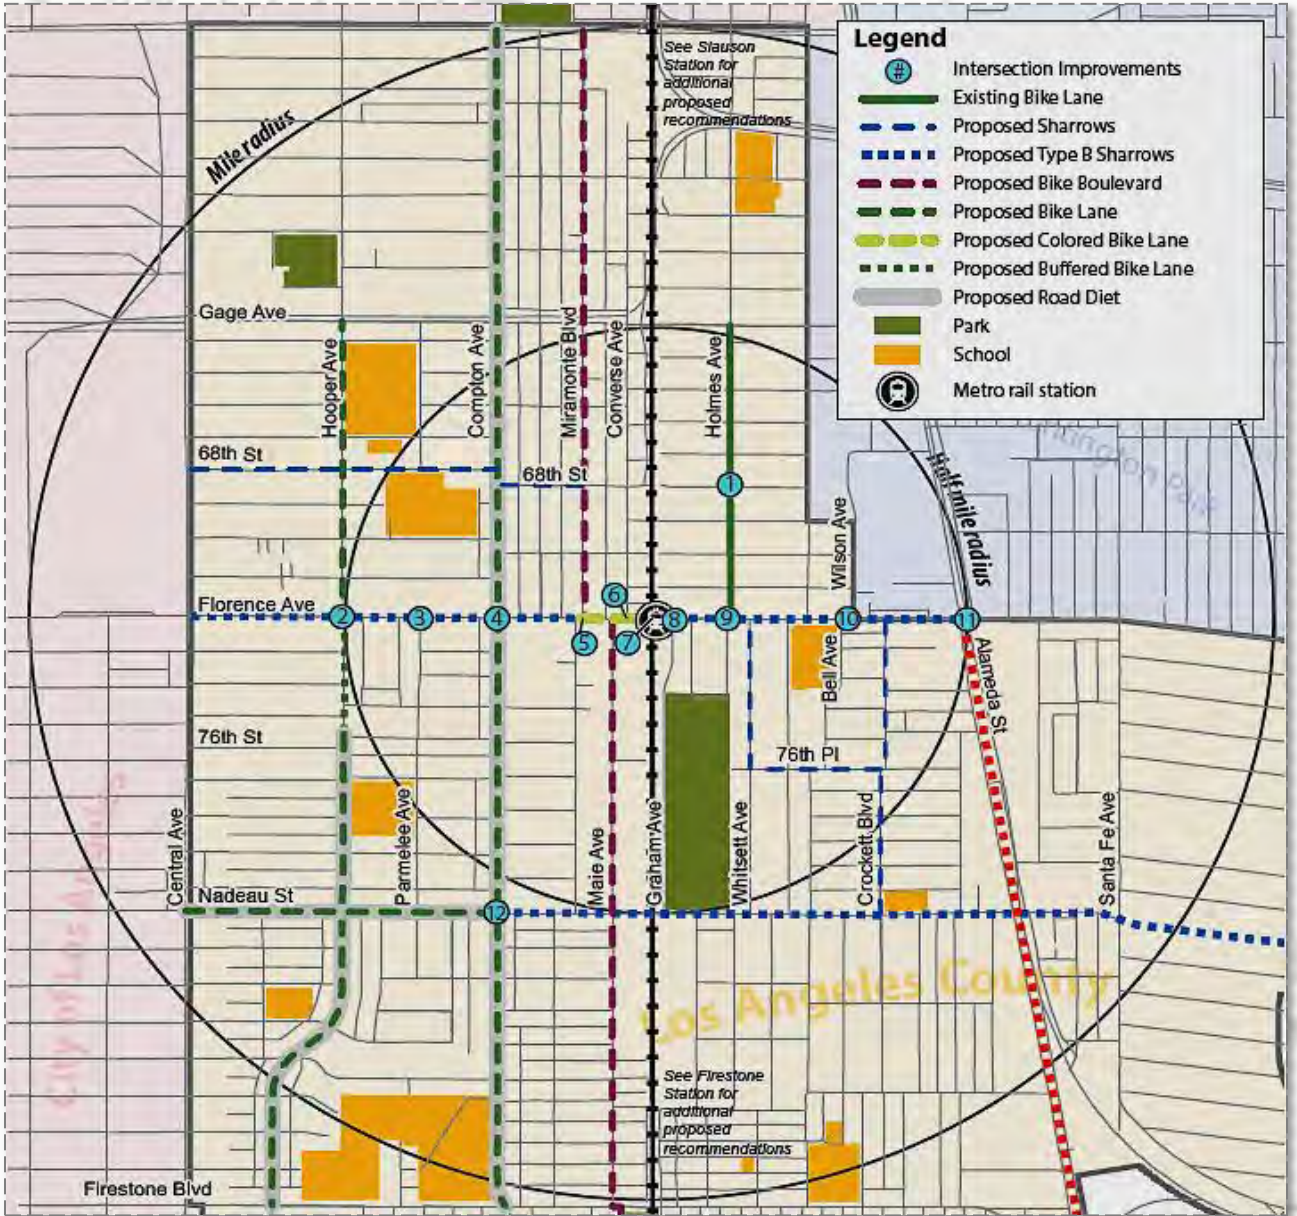 See Slauson
Station for
additional
proposed
recommendations
Legend
#
Intersection Improvements
Existing Bike Lane
Proposed Sharrows
Proposed Type B Sharrows
Proposed Bike Boulevard
Proposed Bike Lane
Proposed Colored Bike Lane
Proposed Buffered Bike Lane
Proposed Road Diet
Park
School
Metro rail station
Mile radius
Gage Ave
Hooper Ave
Compton Ave
Miramonte Blvd
Converse Ave
Holmes Ave
68th St
68th St
1
Half mile radius
Wilson Ave
Florence Ave
2
3
4
5
6
7
8
9
10
11
Bell Ave
Alameda St
76th St
76th Pl
Central Ave
Parmelee Ave
Maie Ave
Graham Ave
Whitsett Ave
Crockett Blvd
Santa Fe Ave
Nadeau St
12
City of Los Angeles
Los Angeles County
See Firestone
Station for
additional
proposed
recommendations
Firestone Blvd